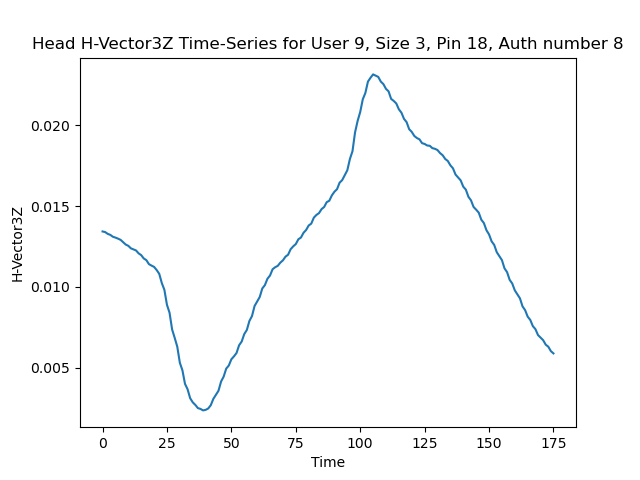 Head H-Vector3Z Time-Series for User 9, Size 3, Pin 18, Auth number 8
0.020
0.015
0.010
0.005
H-Vector3Z
0 25 50 75 100 125 150 175
Time